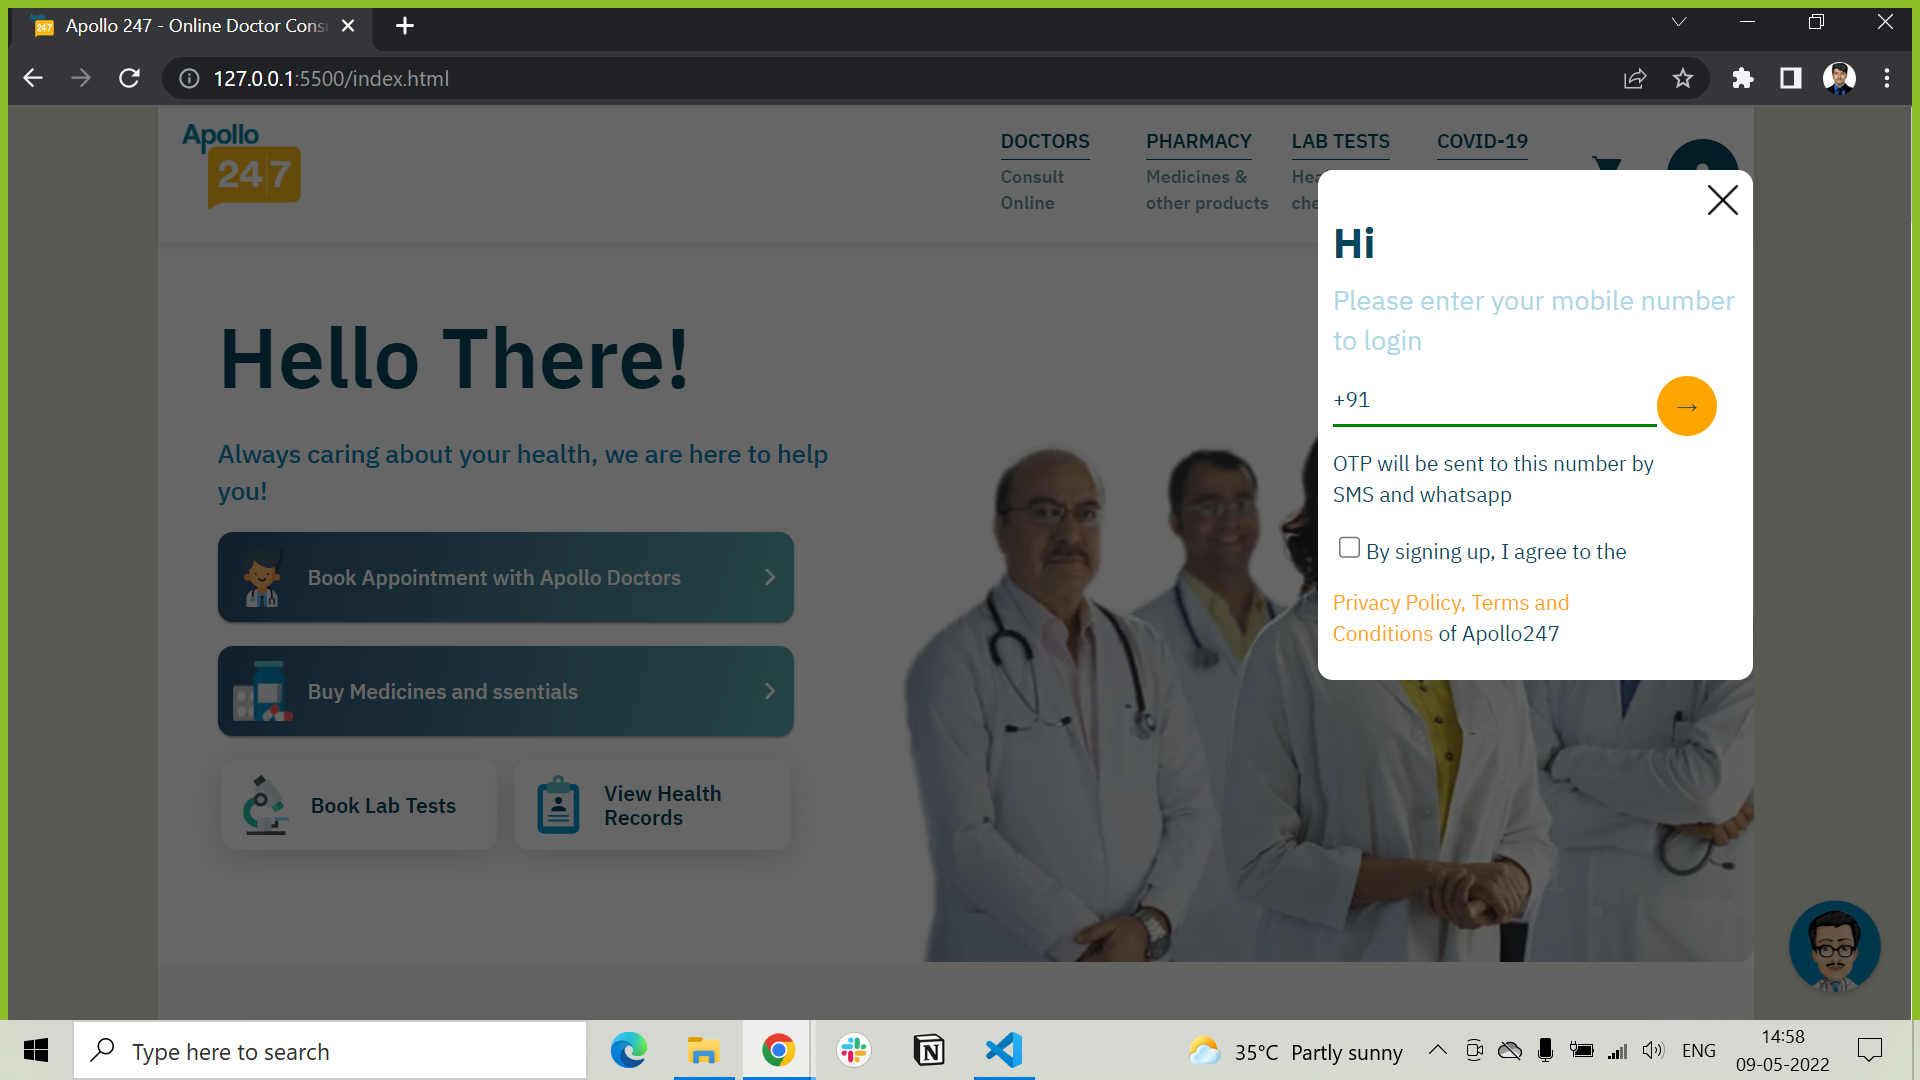 Apollo 247 - Online Doctor Cons
127.0.0.1:5500/index.html
Apollo
24|7
DOCTORS
Consult
Online
PHARMACY
Medicines &
other products
LAB TESTS
Hea
che
COVID-19
Hi
Please enter your mobile number
to login
+91
→
OTP will be sent to this number by
SMS and whatsapp
By signing up, I agree to the
Privacy Policy, Terms and
Conditions of Apollo247
Hello There!
Always caring about your health, we are here to help
you!
Book Appointment with Apollo Doctors
Buy Medicines and ssentials
Book Lab Tests
View Health
Records
Type here to search
35°C Partly sunny
ENG
14:58
09-05-2022